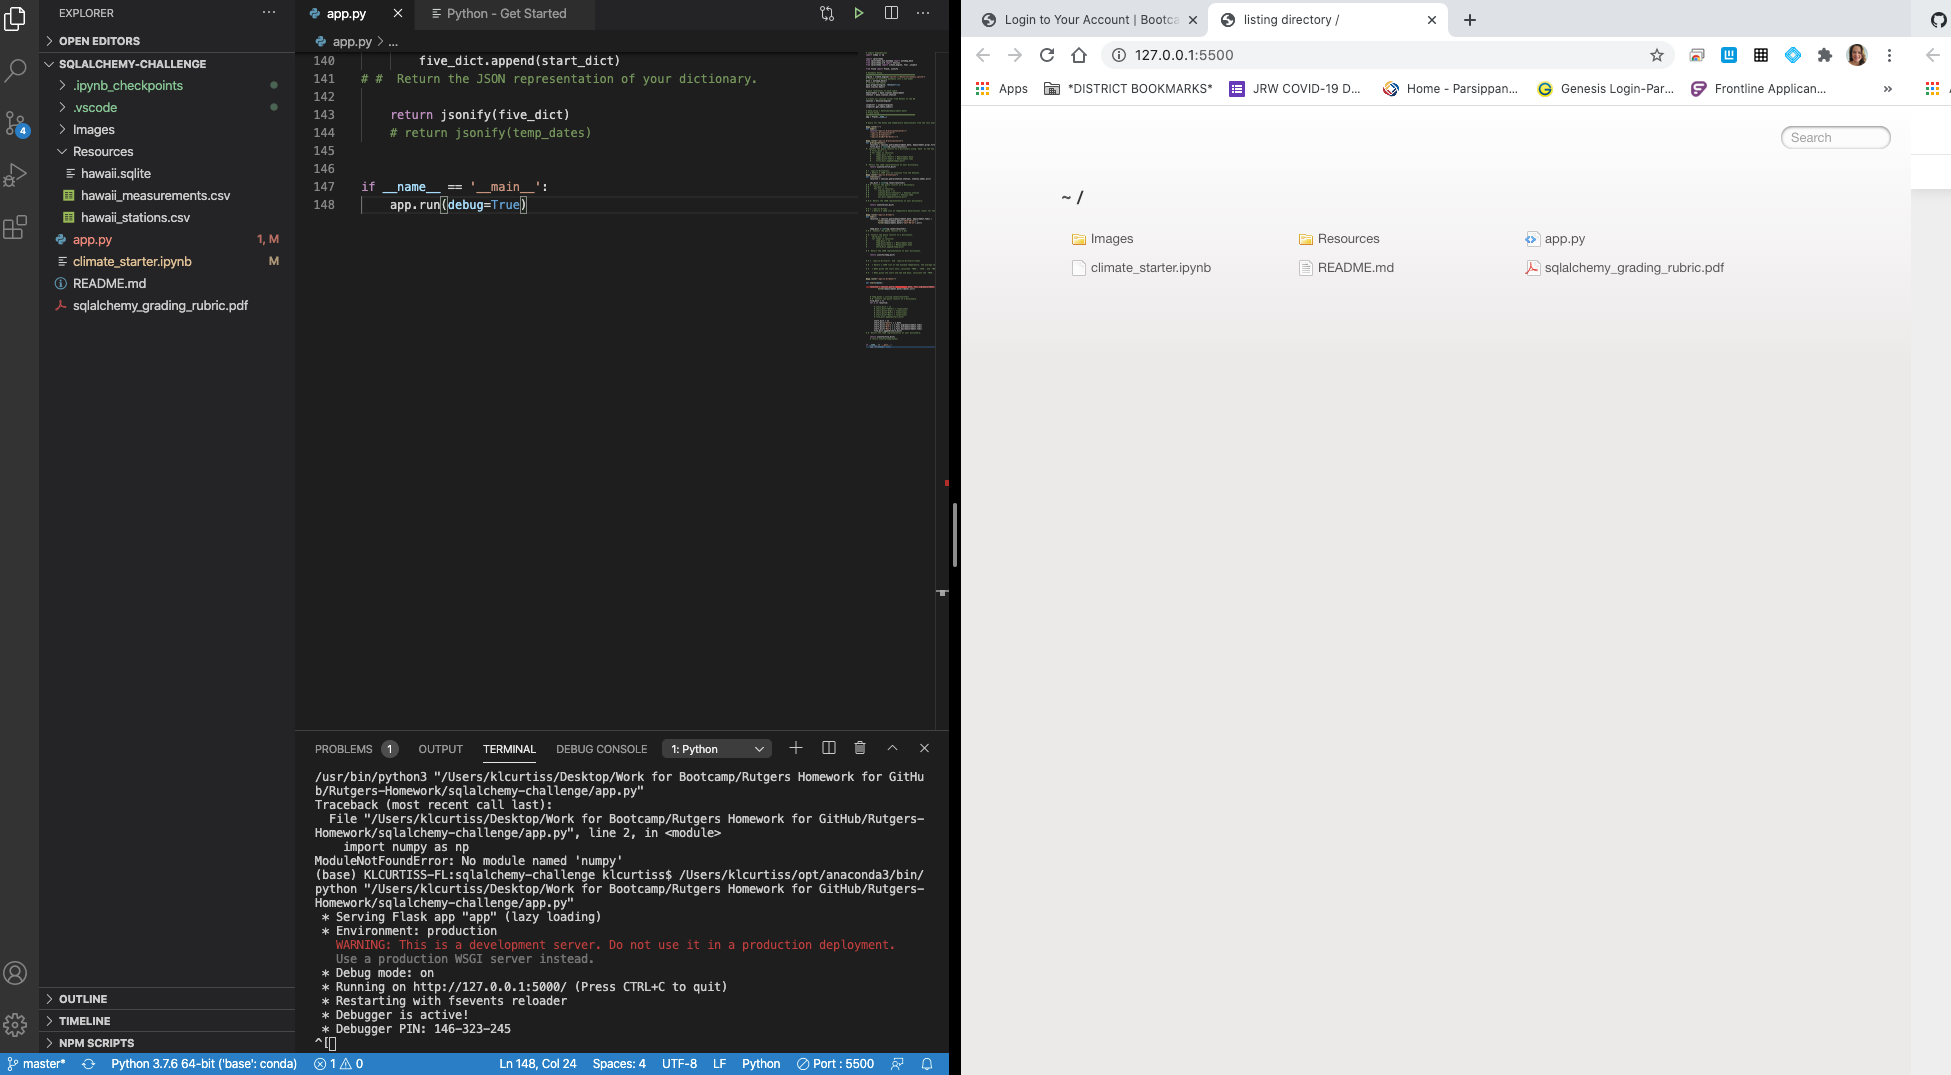 EXPLORER
OPEN EDITORS
SQLALCHEMY-CHALLENGE
.ipynb_checkpoints
.vscode
Images
Resources
hawaii.sqlite
hawaii_measurements.csv
hawaii_stations.csv
app.py 1, M
climate_starter.ipynb M
README.md
sqlalchemy_grading_rubric.pdf
4
OUTLINE
TIMELINE
NPM SCRIPTS
app.py
Python - Get Started
app.py > ...
140 five_dict.append(start_dict)
141 # # Return the JSON representation of your dictionary.
142
143 return jsonify(five_dict)
144 # return jsonify(temp_dates)
145
146
147 if __name__ == '__main__':
148 app.run(debug=True)
PROBLEMS 1 OUTPUT TERMINAL DEBUG CONSOLE 1: Python
/usr/bin/python3 "/Users/klcurtiss/Desktop/Work for Bootcamp/Rutgers Homework for GitHu
b/Rutgers-Homework/sqlalchemy-challenge/app.py"
Traceback (most recent call last):
File "/Users/klcurtiss/Desktop/Work for Bootcamp/Rutgers Homework for GitHub/Rutgers-
Homework/sqlalchemy-challenge/app.py", line 2, in <module>
import numpy as np
ModuleNotFoundError: No module named 'numpy'
(base) KLCURTISS-FL:sqlalchemy-challenge klcurtiss$ /Users/klcurtiss/opt/anaconda3/bin/
python "/Users/klcurtiss/Desktop/Work for Bootcamp/Rutgers Homework for GitHub/Rutgers-
Homework/sqlalchemy-challenge/app.py"
* Serving Flask app "app" (lazy loading)
* Environment: production
WARNING: This is a development server. Do not use it in a production deployment.
Use a production WSGI server instead.
* Debug mode: on
* Running on http://127.0.0.1:5000/ (Press CTRL+C to quit)
* Restarting with fsevents reloader
* Debugger is active!
* Debugger PIN: 146-323-245
^[
master* Python 3.7.6 64-bit ('base': conda) 1 0 Ln 148, Col 24 Spaces: 4 UTF-8 LF Python Port : 5500
Login to Your Account | Bootca
listing directory /
127.0.0.1:5500
Apps *DISTRICT BOOKMARKS* JRW COVID-19 D... Home - Parsippan... Genesis Login-Par... Frontline Applican... »
Search
~ /
Images Resources app.py
climate_starter.ipynb README.md sqlalchemy_grading_rubric.pdf